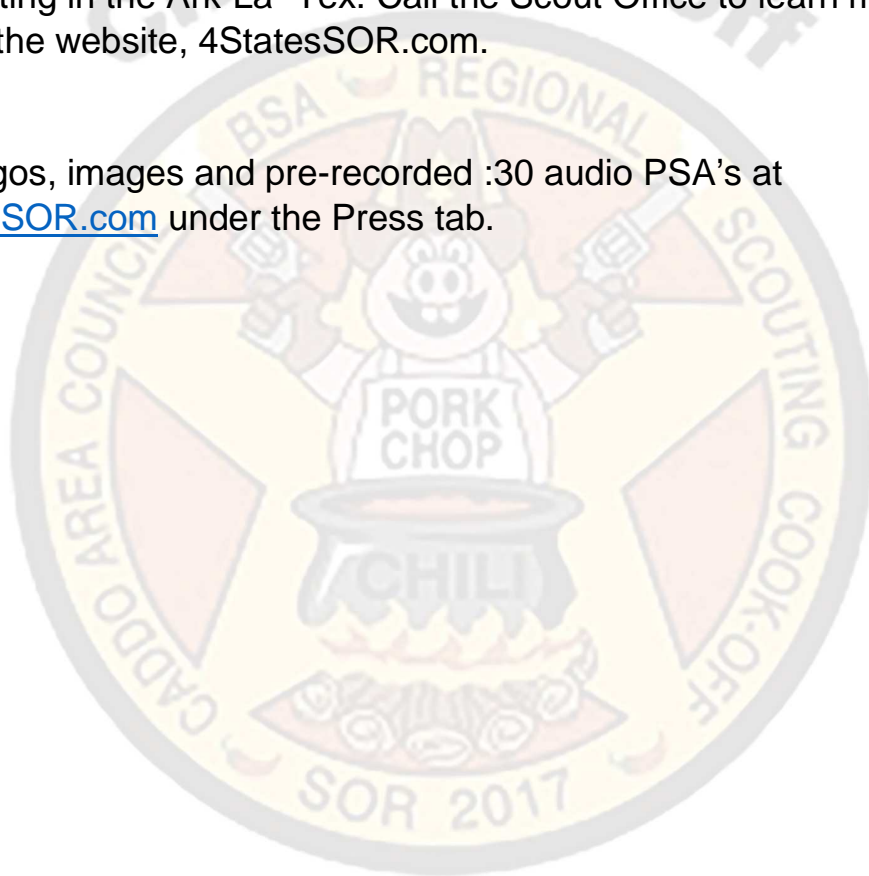 ting in the Ark-La-Tex. Call the Scout Office to learn
the website, 4StatesSOR.com.
gos, images and pre-recorded :30 audio PSA's at
SOR.com under the Press tab.
BSA REGIONAL SCOUTING COOK-OFF
CADDO AREA COUNCIL
PORK
CHOP
CHILI
SOR 2017